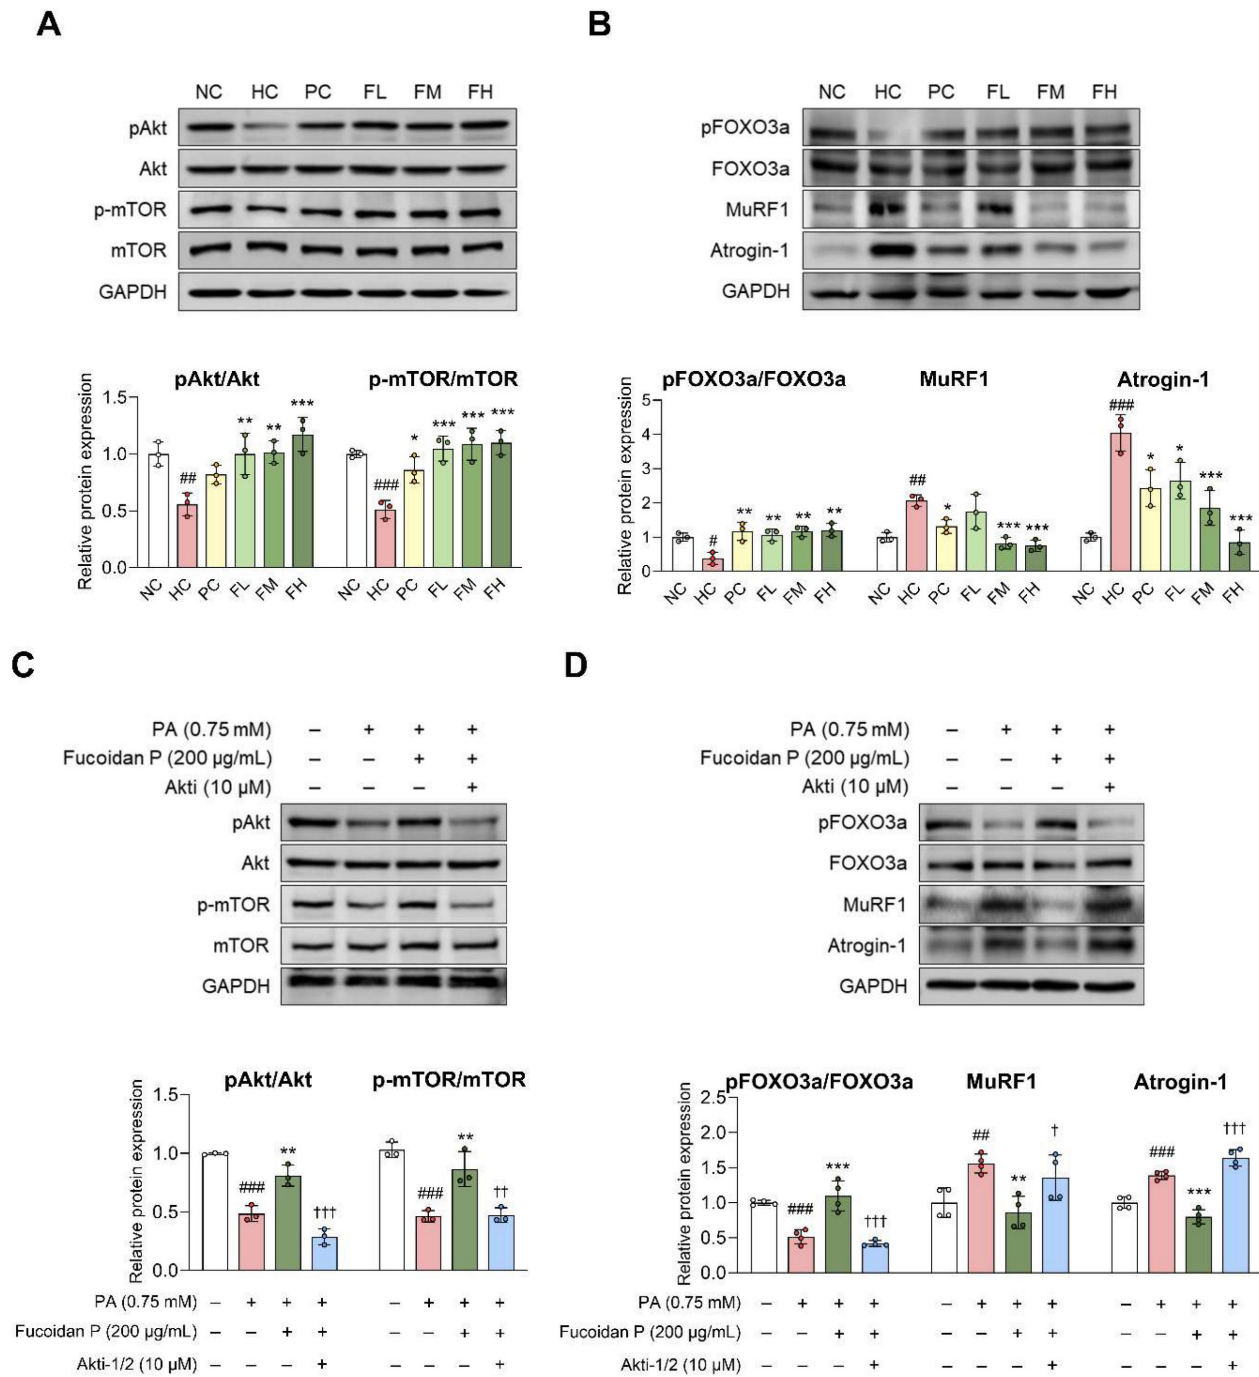 A
NC HC PC FL FM FH
pAkt
Akt
p-mTOR
mTOR
GAPDH
pAkt/Akt p-mTOR/mTOR
Relative protein expression
1.5
1.0
0.5
0.0
## ** ** *** ### * *** *** ***
NC HC PC FL FM FH NC HC PC FL FM FH
B
NC HC PC FL FM FH
pFOXO3a
FOXO3a
MuRF1
Atrogin-1
GAPDH
pFOXO3a/FOXO3a MuRF1 Atrogin-1
Relative protein expression
5
4
3
2
1
0
# ** ** ** ** ## * *** *** ### * * *** ***
NC HC PC FL FM FH NC HC PC FL FM FH NC HC PC FL FM FH
C
PA (0.75 mM) – + + +
Fucoidan P (200 µg/mL) – – + +
Akti (10 µM) – – – +
pAkt
Akt
p-mTOR
mTOR
GAPDH
pAkt/Akt p-mTOR/mTOR
Relative protein expression
1.5
1.0
0.5
0.0
### ** ††† ### ** ††
PA (0.75 mM) – + + + – + + +
Fucoidan P (200 µg/mL) – – + + – – + +
Akti-1/2 (10 µM) – – – + – – – +
D
PA (0.75 mM) – + + +
Fucoidan P (200 µg/mL) – – + +
Akti (10 µM) – – – +
pFOXO3a
FOXO3a
MuRF1
Atrogin-1
GAPDH
pFOXO3a/FOXO3a MuRF1 Atrogin-1
Relative protein expression
2.5
2.0
1.5
1.0
0.5
0.0
### *** ††† ## ** † ### *** †††
PA (0.75 mM) – + + + – + + + – + + +
Fucoidan P (200 µg/mL) – – + + – – + + – – + +
Akti-1/2 (10 µM) – – – + – – – + – – – +